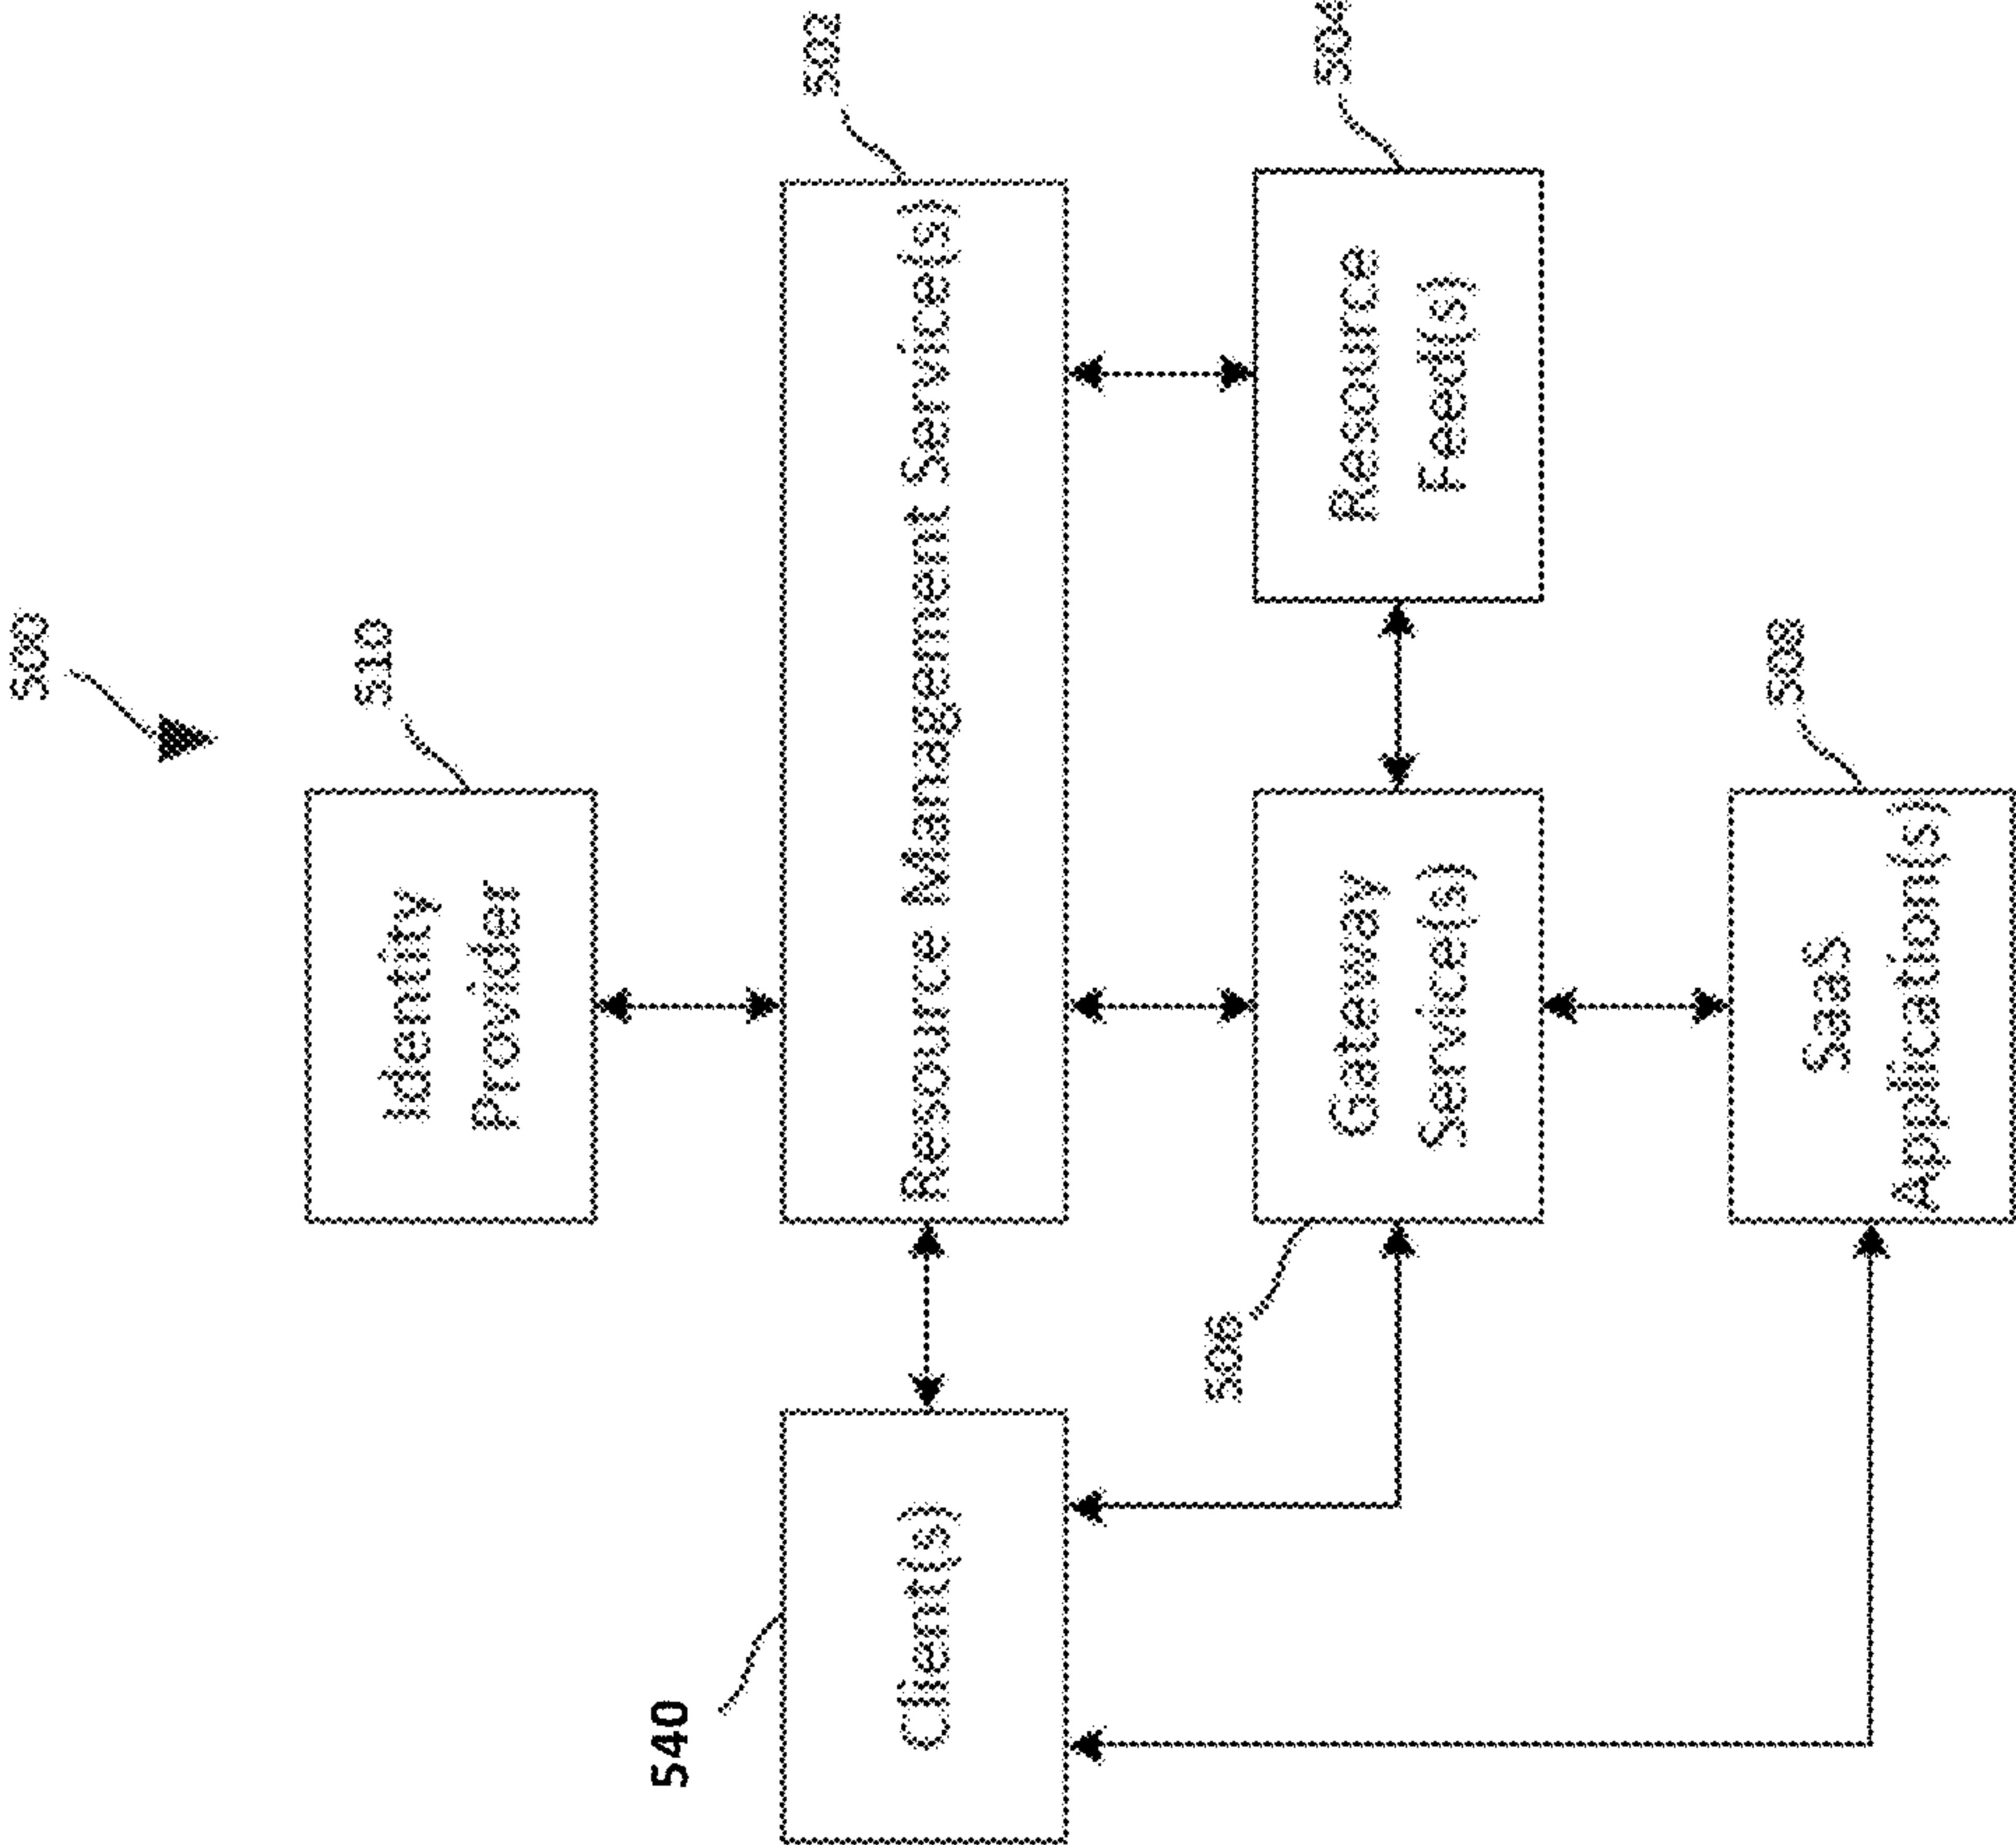 500
510
Identity
Provider
502
Resource Management Service(s)
540
Client(s)
504
Resource
Feed(s)
506
Gateway
Service(s)
508
SaaS
Application(s)